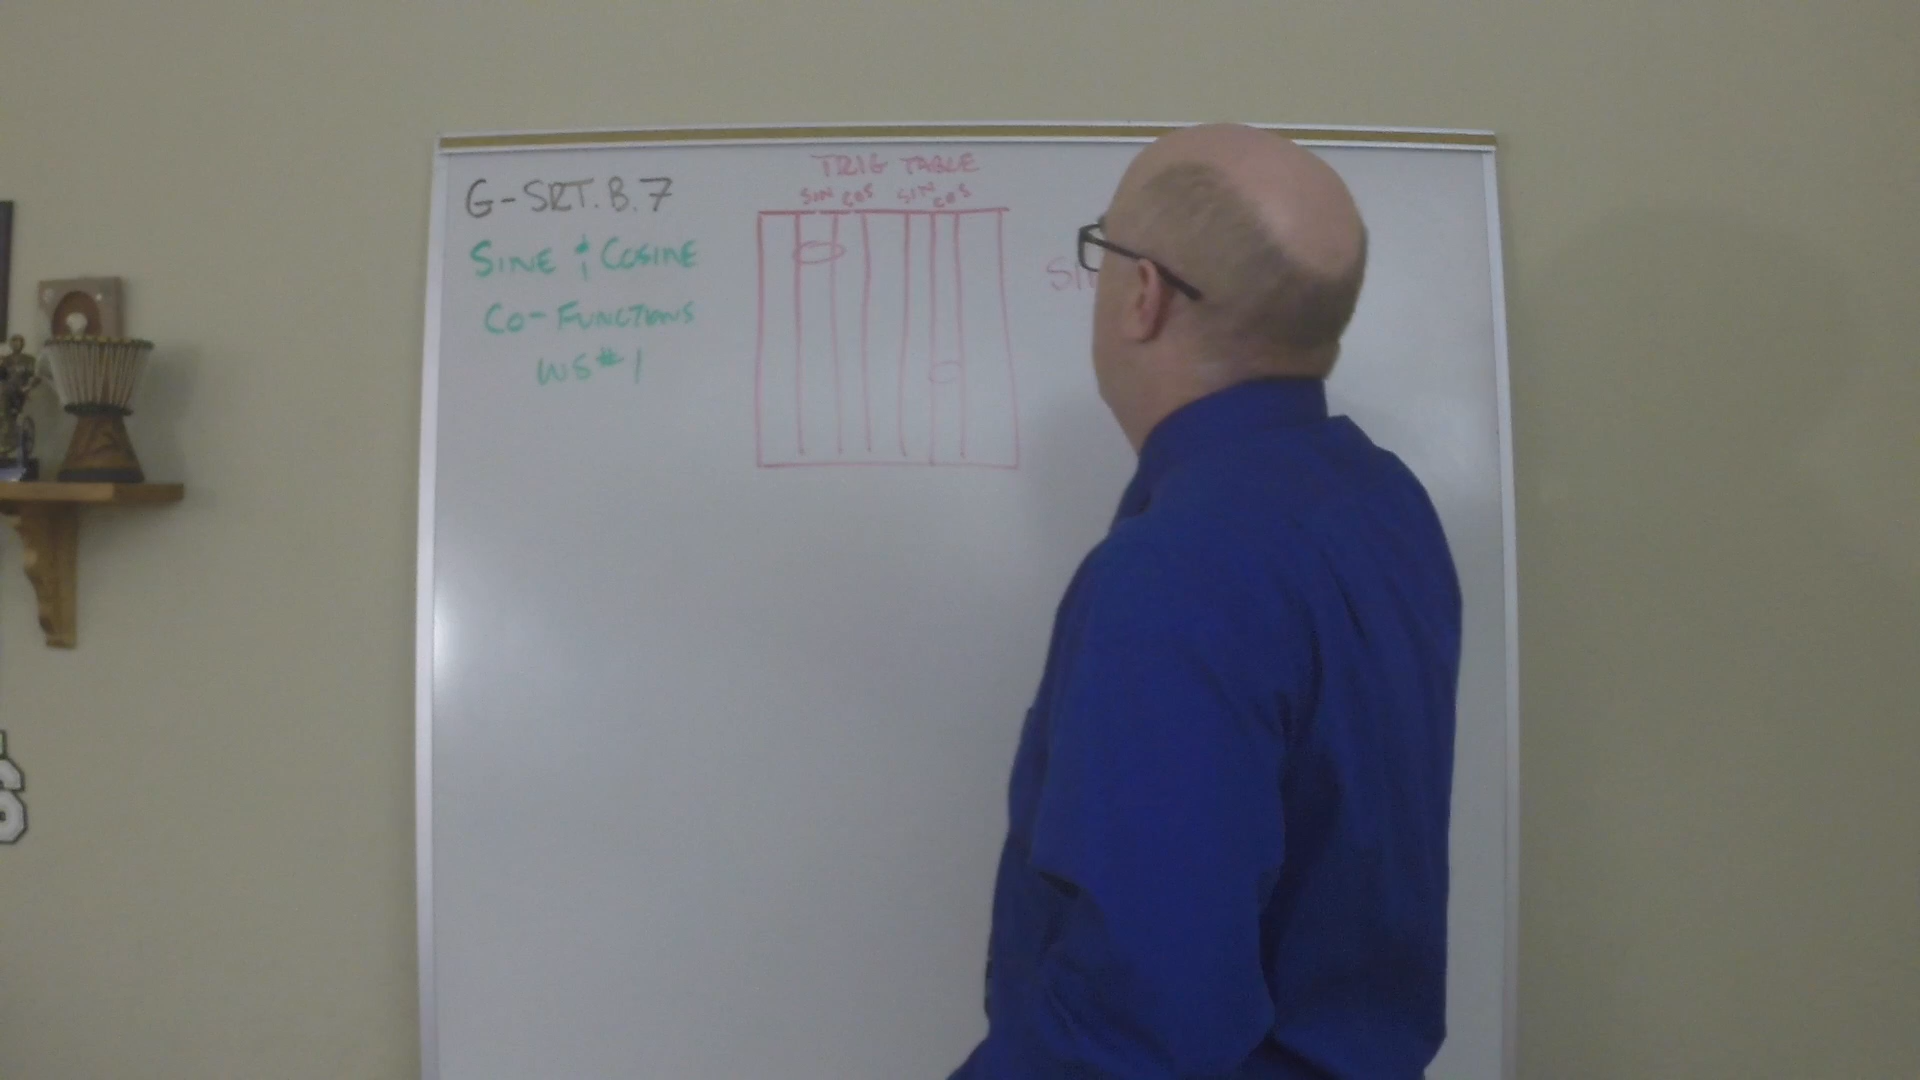 G-SRT.B.7
SINE & COSINE
CO-FUNCTIONS
WS #1
TRIG TABLE
SIN COS SIN COS